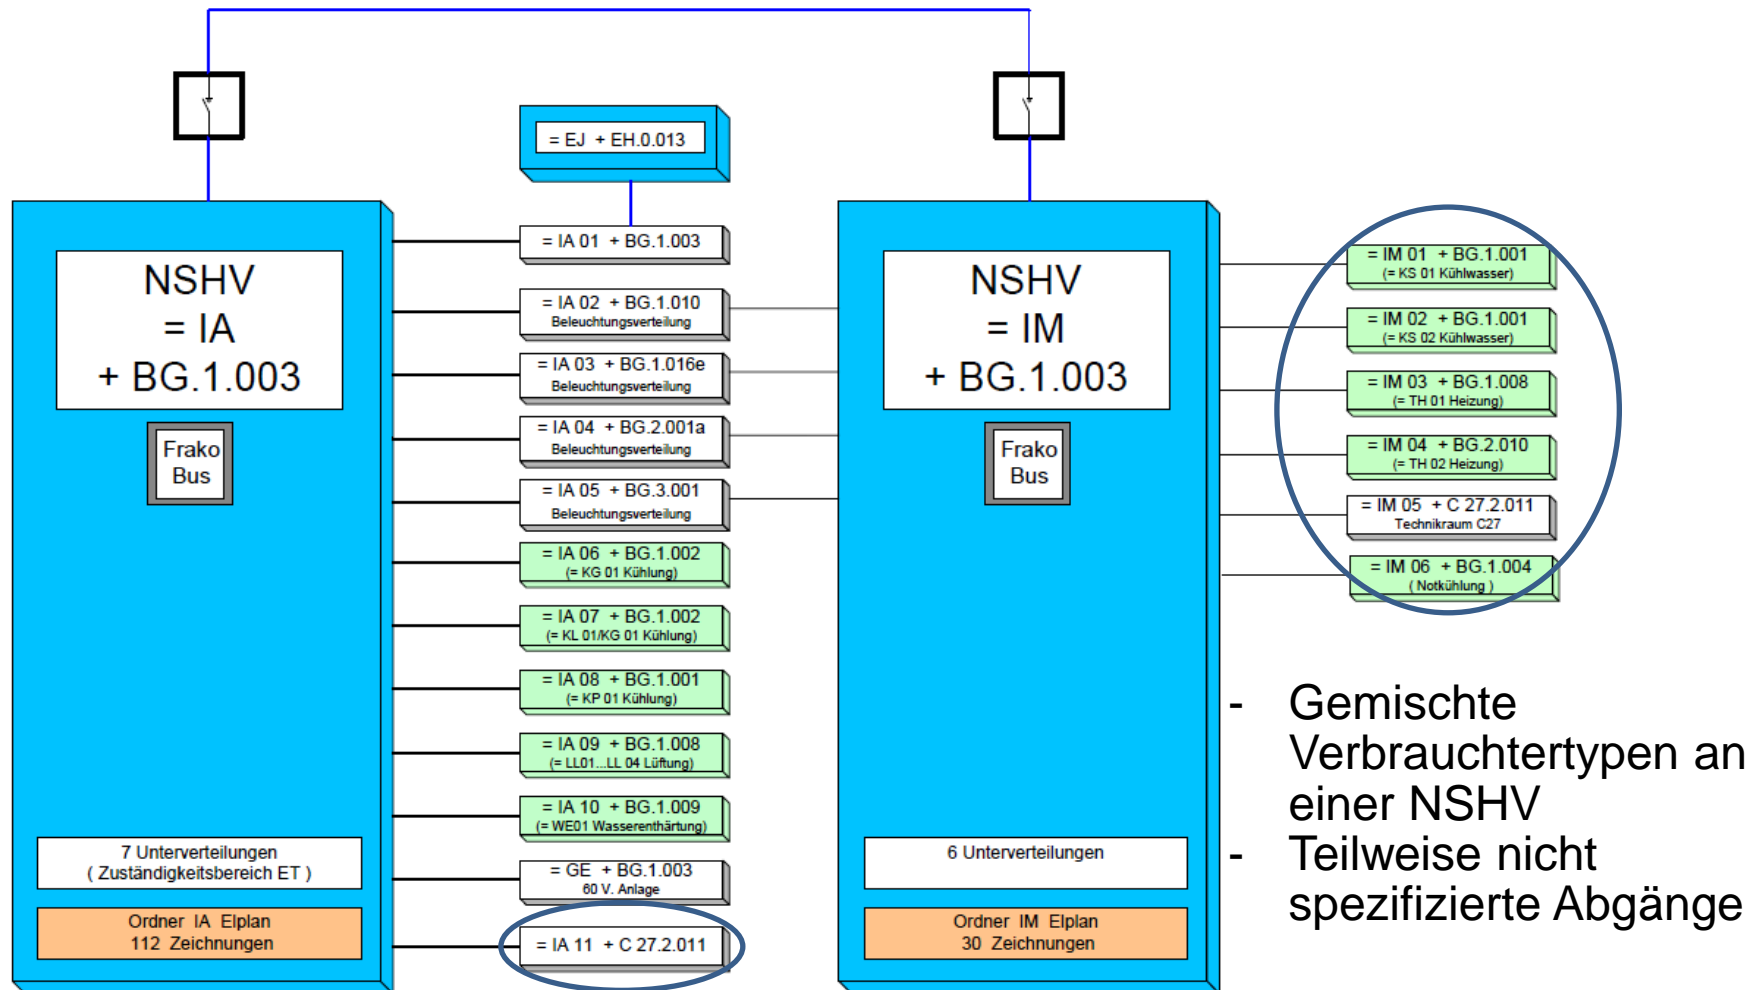 = EJ + EH.0.013
NSHV
= IA
+ BG.1.003
Frako
Bus
7 Unterverteilungen
( Zuständigkeitsbereich ET )
Ordner IA Elplan
112 Zeichnungen
= IA 01 + BG.1.003
= IA 02 + BG.1.010
Beleuchtungsverteilung
= IA 03 + BG.1.016e
Beleuchtungsverteilung
= IA 04 + BG.2.001a
Beleuchtungsverteilung
= IA 05 + BG.3.001
Beleuchtungsverteilung
= IA 06 + BG.1.002
(= KG 01 Kühlung)
= IA 07 + BG.1.002
(= KL 01/KG 01 Kühlung)
= IA 08 + BG.1.001
(= KP 01 Kühlung)
= IA 09 + BG.1.008
(= LL01...LL 04 Lüftung)
= IA 10 + BG.1.009
(= WE01 Wasserenthärtung)
= GE + BG.1.003
60 V. Anlage
= IA 11 + C 27.2.011
NSHV
= IM
+ BG.1.003
Frako
Bus
6 Unterverteilungen
Ordner IM Elplan
30 Zeichnungen
= IM 01 + BG.1.001
(= KS 01 Kühlwasser)
= IM 02 + BG.1.001
(= KS 02 Kühlwasser)
= IM 03 + BG.1.008
(= TH 01 Heizung)
= IM 04 + BG.2.010
(= TH 02 Heizung)
= IM 05 + C 27.2.011
Technikraum C27
= IM 06 + BG.1.004
( Notkühlung )
- Gemischte
Verbrauchtertypen an
einer NSHV
- Teilweise nicht
spezifizierte Abgänge